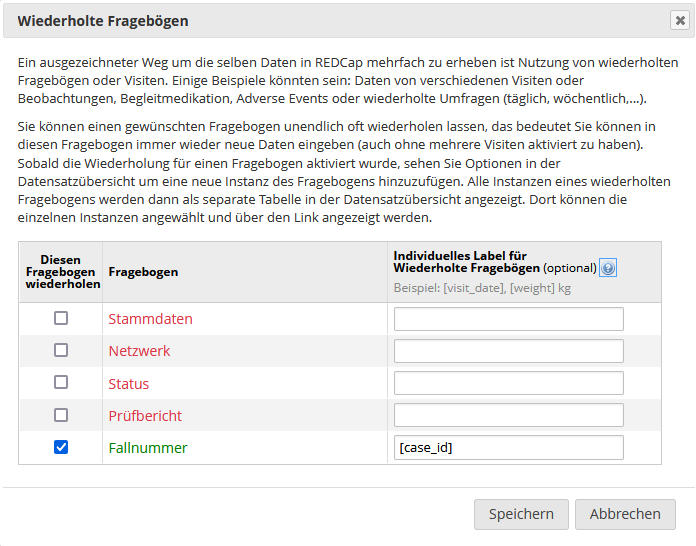 Wiederholte Fragebögen
Ein ausgezeichneter Weg um die selben Daten in REDCap mehrfach zu erheben ist Nutzung von wiederholten
Fragebögen oder Visiten. Einige Beispiele könnten sein: Daten von verschiedenen Visiten oder
Beobachtungen, Begleitmedikation, Adverse Events oder wiederholte Umfragen (täglich, wöchentlich,...).
Sie können einen gewünschten Fragebogen unendlich oft wiederholen lassen, das bedeutet Sie können in
diesen Fragebogen immer wieder neue Daten eingeben (auch ohne mehrere Visiten aktiviert zu haben).
Sobald die Wiederholung für einen Fragebogen aktiviert wurde, sehen Sie Optionen in der
Datensatzübersicht um eine neue Instanz des Fragebogens hinzuzufügen. Alle Instanzen eines wiederholten
Fragebogens werden dann als separate Tabelle in der Datensatzübersicht angezeigt. Dort können die
einzelnen Instanzen angewählt und über den Link angezeigt werden.
Diesen
Fragebogen
wiederholen
Fragebogen
Individuelles Label für
Wiederholte Fragebögen (optional) ?
Beispiel: [visit_date], [weight] kg
Stammdaten
Netzwerk
Status
Prüfbericht
Fallnummer [case_id]
Speichern Abbrechen